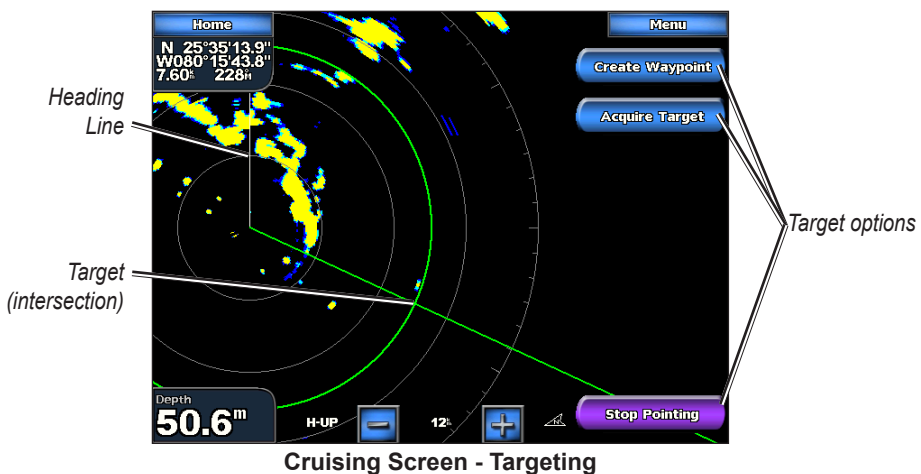 Home
Menu
N 25°35'13.9"
W080°15'43.8"
7.60 228°M
Create Waypoint
Acquire Target
Heading
Line
Target options
Target
(intersection)
Depth
50.6m
H-UP
12
Stop Pointing
Cruising Screen - Targeting